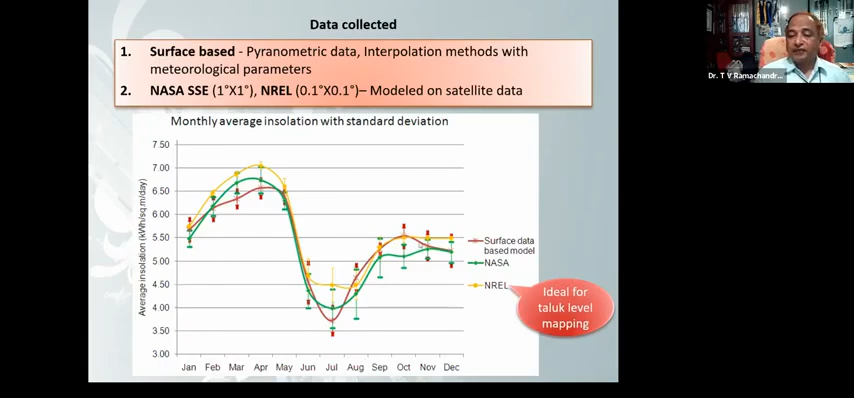 Data collected
1. Surface based - Pyranometric data, Interpolation methods with
meteorological parameters
2. NASA SSE (1°X1°), NREL (0.1°X0.1°)– Modeled on satellite data
Monthly average insolation with standard deviation
Average insolation (kWh/sq.m/day)
7.50
7.00
6.50
6.00
5.50
5.00
4.50
4.00
3.50
3.00
Jan Feb Mar Apr May Jun Jul Aug Sep Oct Nov Dec
Surface data
based model
NASA
NREL
Ideal for
taluk level
mapping
Dr. T V Ramachandr...